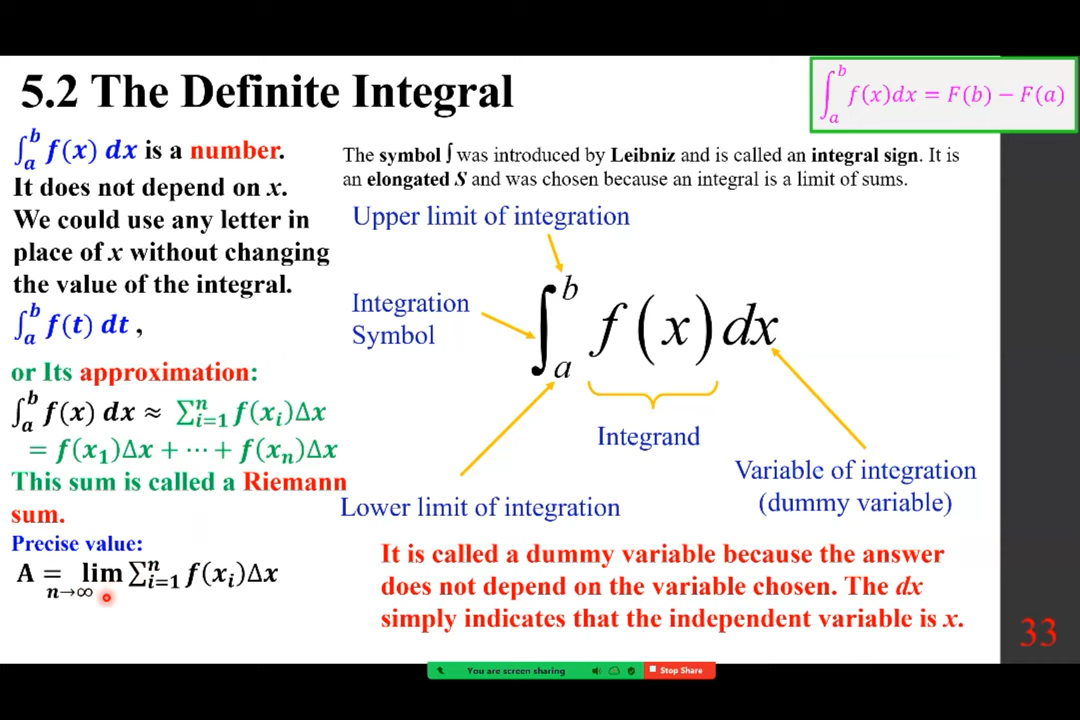 5.2 The Definite Integral
∫_a^b f(x)dx = F(b) − F(a)
∫_a^b f(x) dx is a number.
It does not depend on x.
We could use any letter in
place of x without changing
the value of the integral.
∫_a^b f(t) dt ,
or Its approximation:
∫_a^b f(x) dx ≈ ∑_{i=1}^n f(x_i)Δx
= f(x_1)Δx + ⋯ + f(x_n)Δx
This sum is called a Riemann
sum.
Precise value:
A = lim_{n→∞} ∑_{i=1}^n f(x_i)Δx
The symbol ∫ was introduced by Leibniz and is called an integral sign. It is
an elongated S and was chosen because an integral is a limit of sums.
Upper limit of integration
Integration
Symbol
∫_a^b f(x)dx
Integrand
Variable of integration
(dummy variable)
Lower limit of integration
It is called a dummy variable because the answer
does not depend on the variable chosen. The dx
simply indicates that the independent variable is x.
33
You are screen sharing
Stop Share